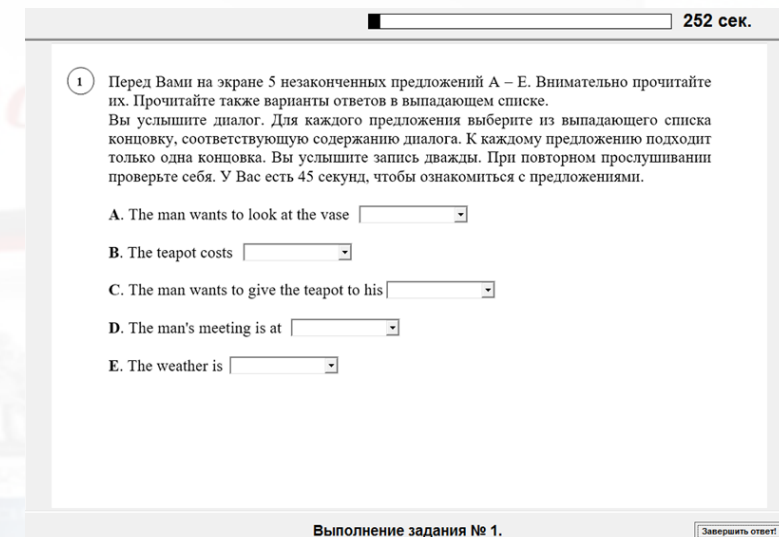 252 сек.
1 Перед Вами на экране 5 незаконченных предложений А – Е. Внимательно прочитайте
их. Прочитайте также варианты ответов в выпадающем списке.
Вы услышите диалог. Для каждого предложения выберите из выпадающего списка
концовку, соответствующую содержанию диалога. К каждому предложению подходит
только одна концовка. Вы услышите запись дважды. При повторном прослушивании
проверьте себя. У Вас есть 45 секунд, чтобы ознакомиться с предложениями.
A. The man wants to look at the vase
B. The teapot costs
C. The man wants to give the teapot to his
D. The man's meeting is at
E. The weather is
Выполнение задания № 1.
Завершить ответ!